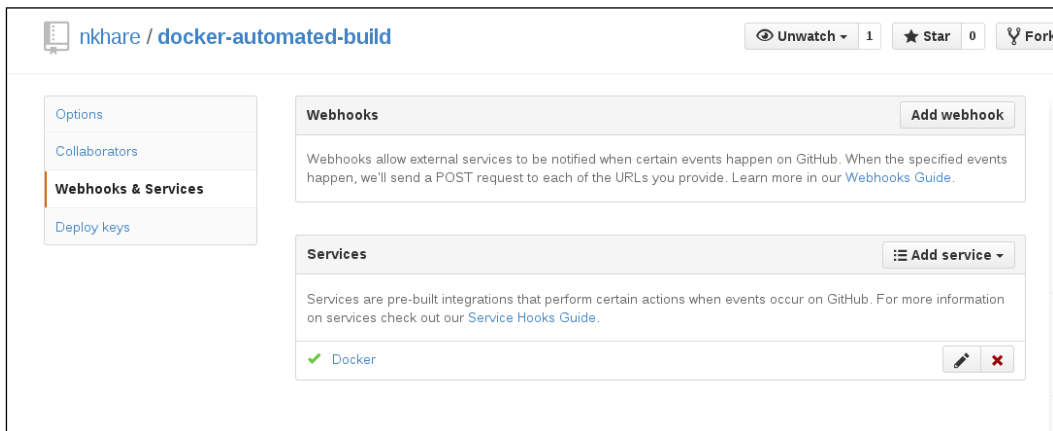 nkhare / docker-automated-build
Unwatch 1 Star 0 Fork
Options
Collaborators
Webhooks & Services
Deploy keys
Webhooks Add webhook
Webhooks allow external services to be notified when certain events happen on GitHub. When the specified events
happen, we'll send a POST request to each of the URLs you provide. Learn more in our Webhooks Guide.
Services Add service
Services are pre-built integrations that perform certain actions when events occur on GitHub. For more information
on services check out our Service Hooks Guide.
Docker